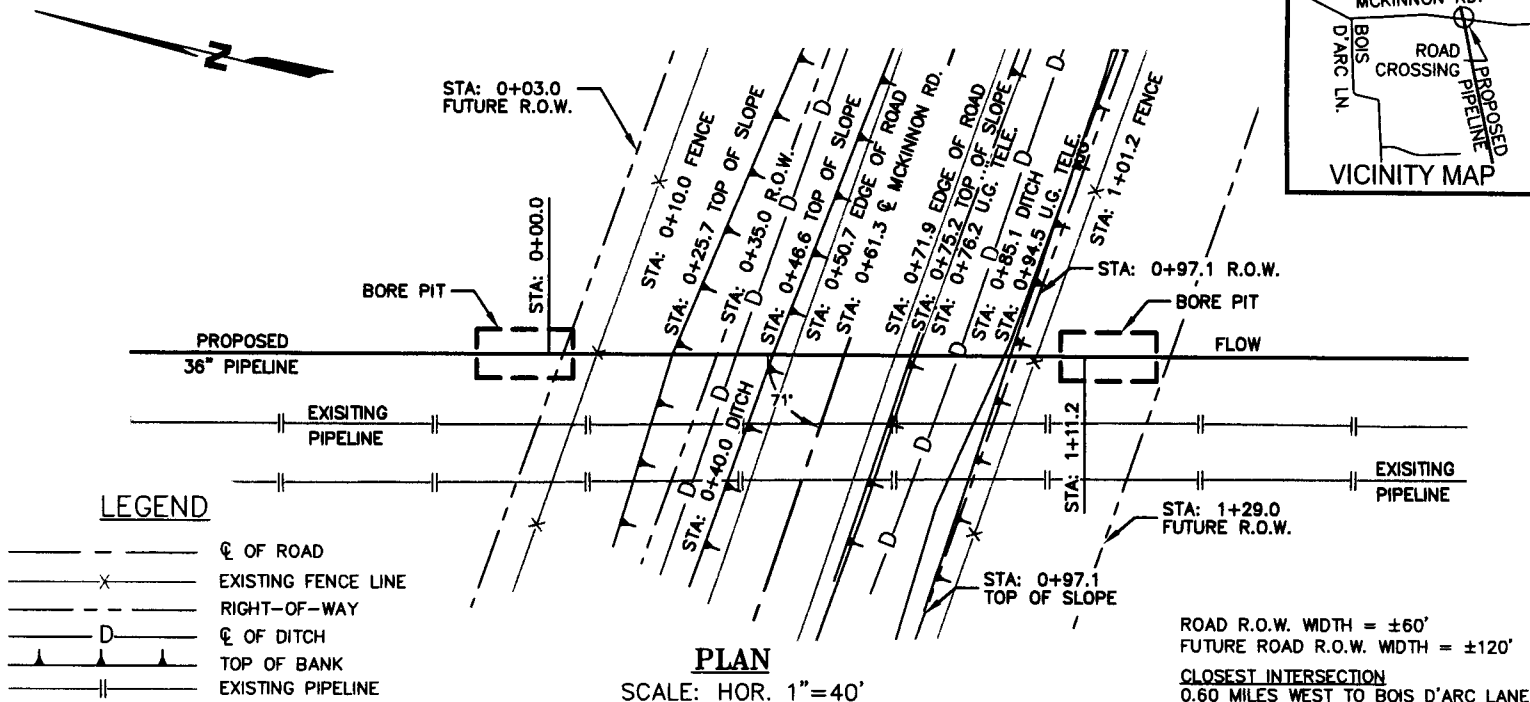 N
MCKINNON RD.
BOIS
D'ARC LN.
ROAD
CROSSING
PROPOSED
PIPELINE
VICINITY MAP
STA: 0+03.0
FUTURE R.O.W.
STA: 0+10.0 FENCE
STA: 0+25.7 TOP OF SLOPE
STA: 0+35.0 R.O.W.
D
STA: 0+40.0 DITCH
STA: 0+46.6 TOP OF SLOPE
STA: 0+50.7 EDGE OF ROAD
STA: 0+61.3 ℄ MCKINNON RD.
STA: 0+71.9 EDGE OF ROAD
STA: 0+75.2 TOP OF SLOPE
STA: 0+76.2 U.G. TELE.
D
STA: 0+85.1 DITCH
STA: 0+94.5 U.G. TELE.
STA: 1+01.2 FENCE
STA: 0+97.1 R.O.W.
BORE PIT
STA: 0+00.0
BORE PIT
PROPOSED
36" PIPELINE
FLOW
71°
EXISITING
PIPELINE
STA: 1+11.2
EXISITING
PIPELINE
STA: 1+29.0
FUTURE R.O.W.
STA: 0+97.1
TOP OF SLOPE
LEGEND
℄ OF ROAD
EXISTING FENCE LINE
RIGHT-OF-WAY
D
℄ OF DITCH
TOP OF BANK
EXISTING PIPELINE
PLAN
SCALE: HOR. 1"=40'
ROAD R.O.W. WIDTH = ±60'
FUTURE ROAD R.O.W. WIDTH = ±120'
CLOSEST INTERSECTION
0.60 MILES WEST TO BOIS D'ARC LANE